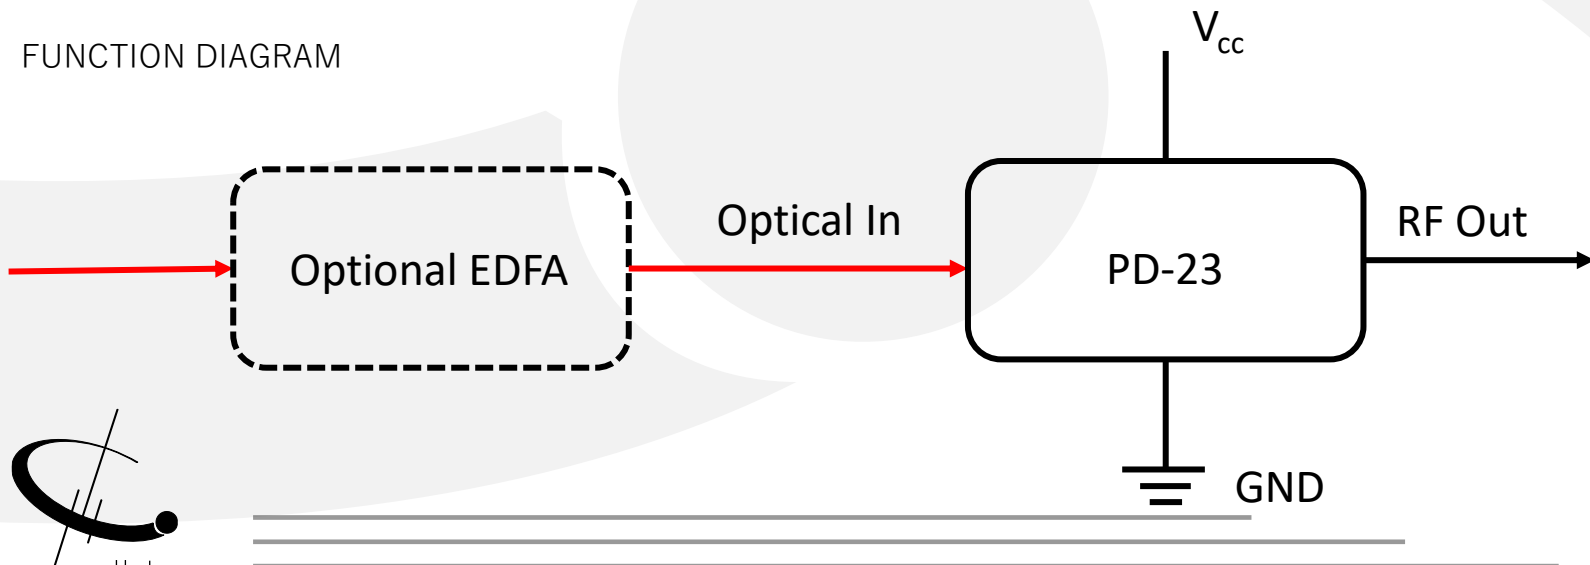 FUNCTION DIAGRAM
Vcc
Optional EDFA
Optical In
PD-23
RF Out
GND